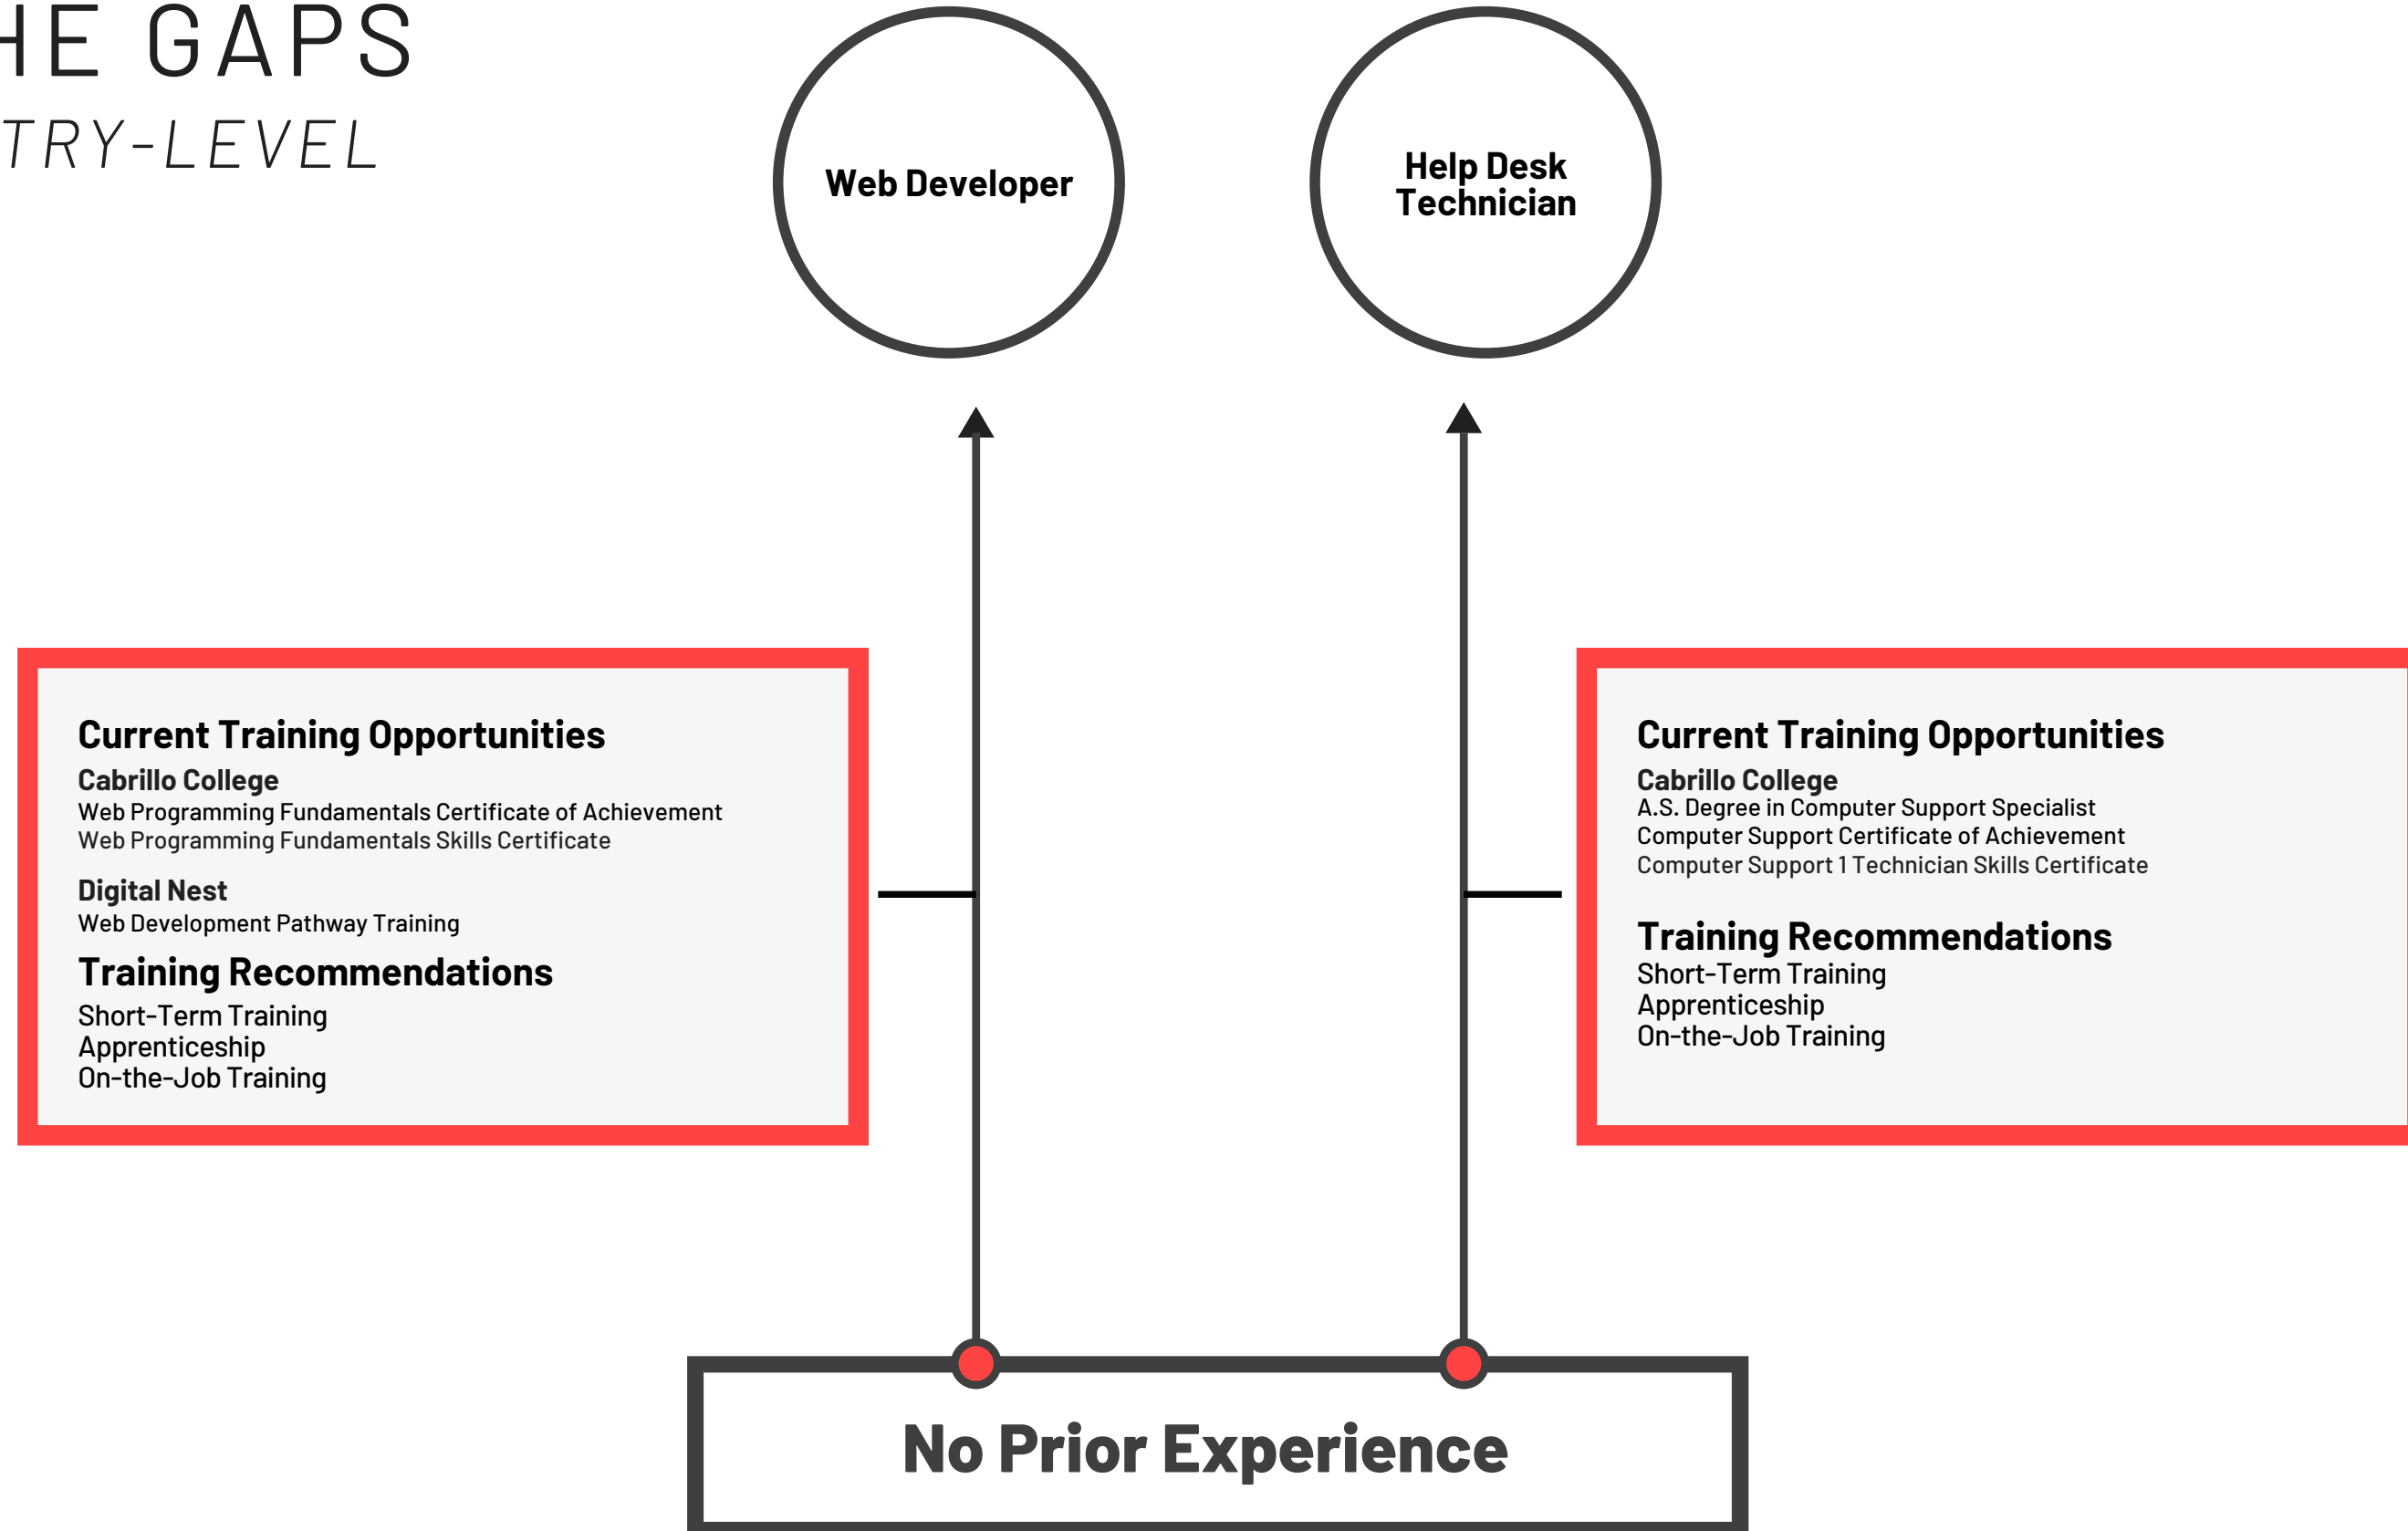 HE GAPS
TRY-LEVEL
Web Developer
Help Desk
Technician
Current Training Opportunities
Cabrillo College
Web Programming Fundamentals Certificate of Achievement
Web Programming Fundamentals Skills Certificate
Digital Nest
Web Development Pathway Training
Training Recommendations
Short-Term Training
Apprenticeship
On-the-Job Training
Current Training Opportunities
Cabrillo College
A.S. Degree in Computer Support Specialist
Computer Support Certificate of Achievement
Computer Support 1 Technician Skills Certificate
Training Recommendations
Short-Term Training
Apprenticeship
On-the-Job Training
No Prior Experience